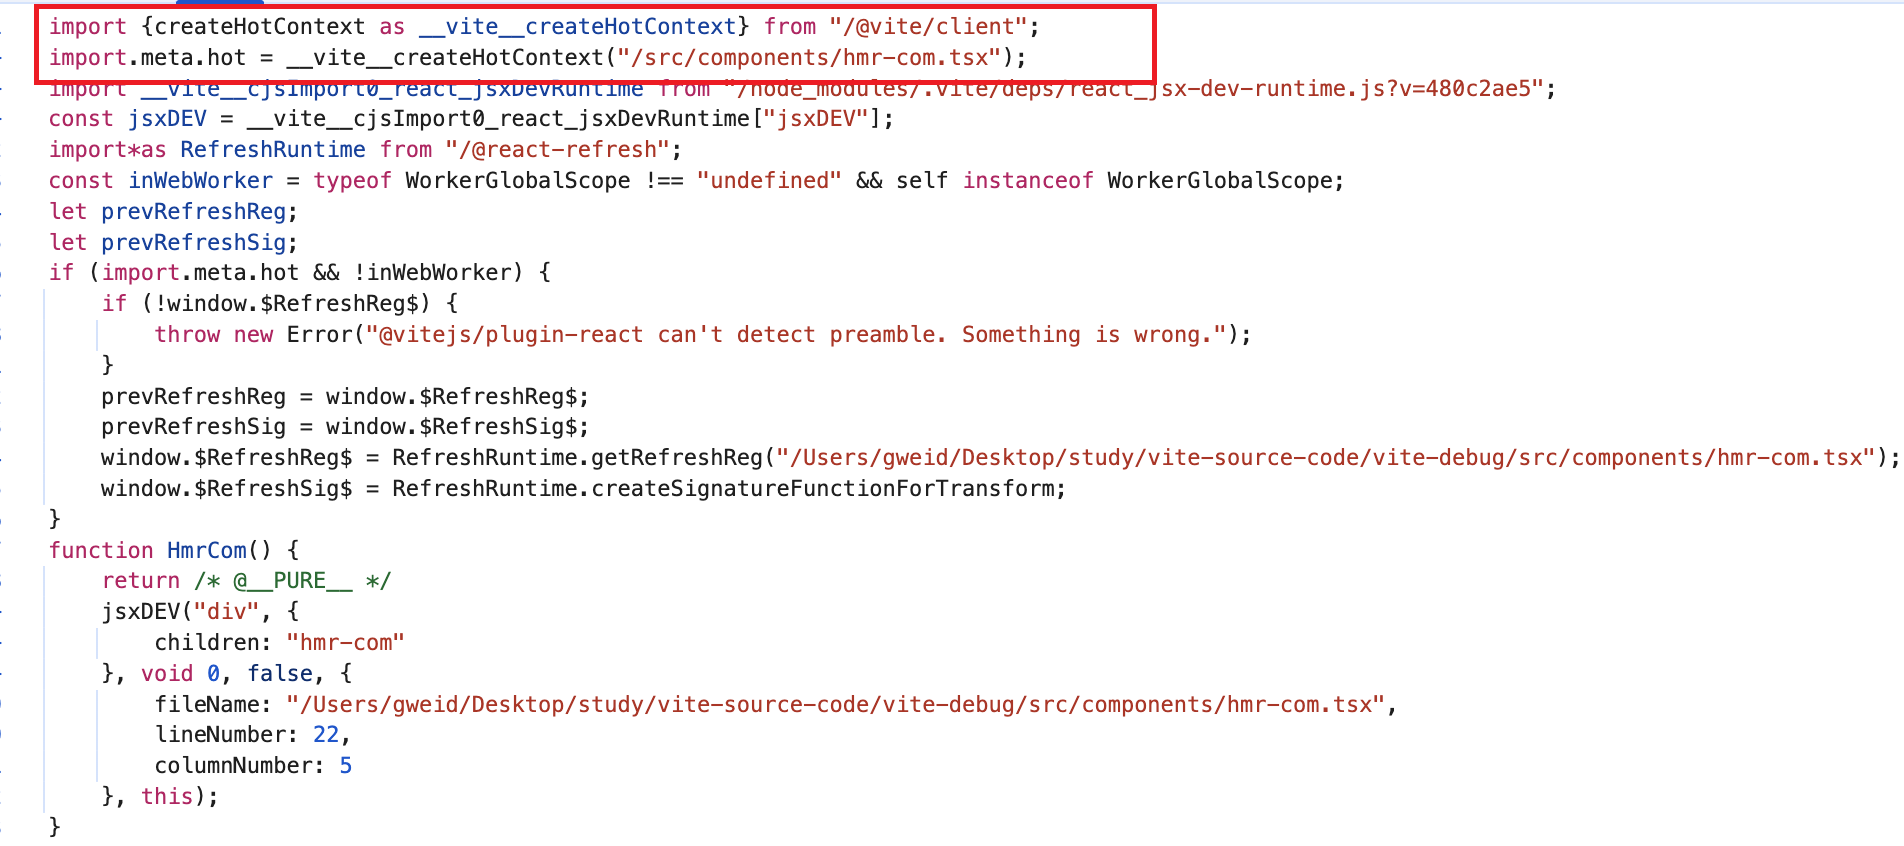 import {createHotContext as __vite__createHotContext} from "/@vite/client";
import.meta.hot = __vite__createHotContext("/src/components/hmr-com.tsx");
import __vite__cjsImport0_react_jsxDevRuntime from "/node_modules/.vite/deps/react_jsx-dev-runtime.js?v=480c2ae5";
const jsxDEV = __vite__cjsImport0_react_jsxDevRuntime["jsxDEV"];
import*as RefreshRuntime from "/@react-refresh";
const inWebWorker = typeof WorkerGlobalScope !== "undefined" && self instanceof WorkerGlobalScope;
let prevRefreshReg;
let prevRefreshSig;
if (import.meta.hot && !inWebWorker) {
    if (!window.$RefreshReg$) {
        throw new Error("@vitejs/plugin-react can't detect preamble. Something is wrong.");
    }
    prevRefreshReg = window.$RefreshReg$;
    prevRefreshSig = window.$RefreshSig$;
    window.$RefreshReg$ = RefreshRuntime.getRefreshReg("/Users/gweid/Desktop/study/vite-source-code/vite-debug/src/components/hmr-com.tsx");
    window.$RefreshSig$ = RefreshRuntime.createSignatureFunctionForTransform;
}
function HmrCom() {
    return /* @__PURE__ */
    jsxDEV("div", {
        children: "hmr-com"
    }, void 0, false, {
        fileName: "/Users/gweid/Desktop/study/vite-source-code/vite-debug/src/components/hmr-com.tsx",
        lineNumber: 22,
        columnNumber: 5
    }, this);
}